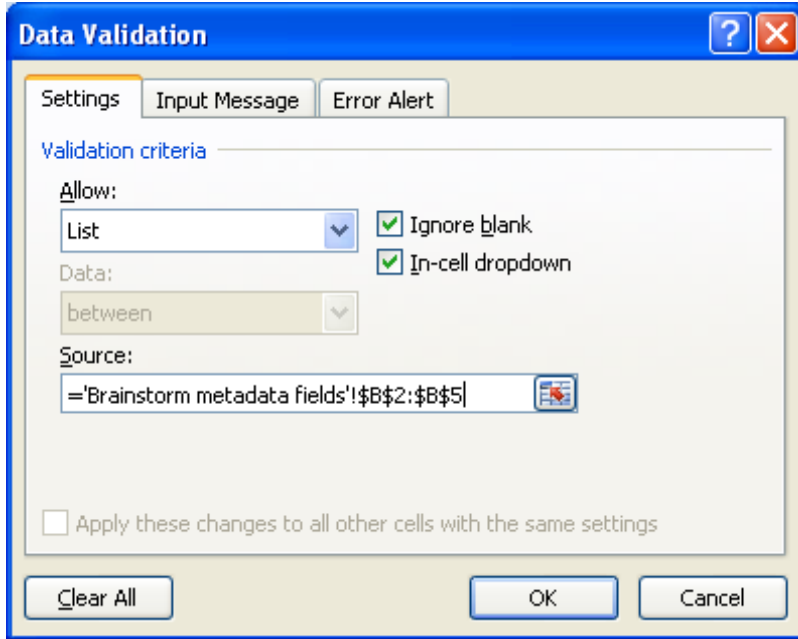 Data Validation
Settings Input Message Error Alert
Validation criteria
Allow:
List
Ignore blank
In-cell dropdown
Data:
between
Source:
='Brainstorm metadata fields'!$B$2:$B$5
Apply these changes to all other cells with the same settings
Clear All OK Cancel